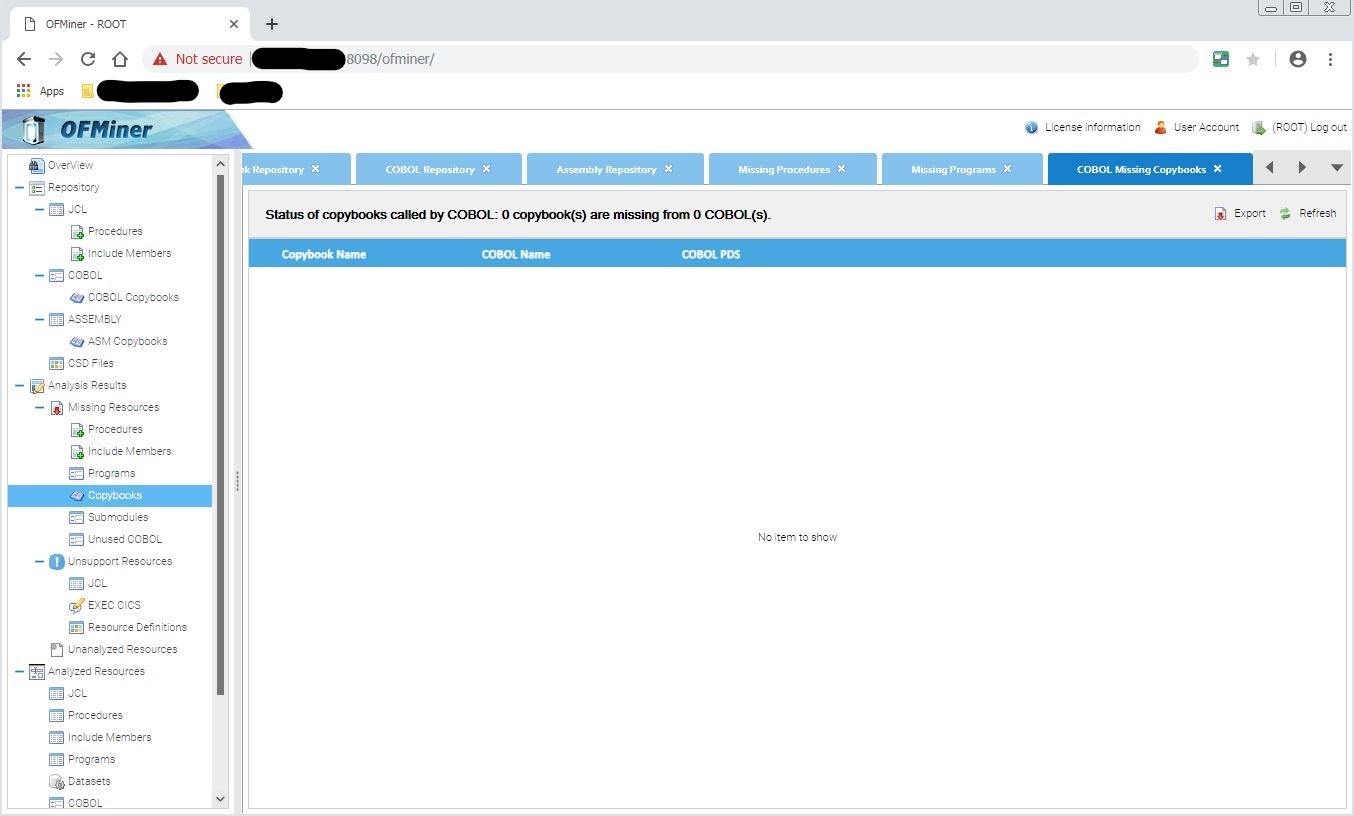 OFMiner - ROOT
Not secure
8098/ofminer/
Apps
OFMiner
License information
User Account
(ROOT) Log out
OverView
Repository
JCL
Procedures
Include Members
COBOL
COBOL Copybooks
ASSEMBLY
ASM Copybooks
CSD Files
Analysis Results
Missing Resources
Procedures
Include Members
Programs
Copybooks
Submodules
Unused COBOL
Unsupport Resources
JCL
EXEC CICS
Resource Definitions
Unanalyzed Resources
Analyzed Resources
JCL
Procedures
Include Members
Programs
Datasets
COBOL
Repository
COBOL Repository
Assembly Repository
Missing Procedures
Missing Programs
COBOL Missing Copybooks
Status of copybooks called by COBOL: 0 copybook(s) are missing from 0 COBOL(s).
Export
Refresh
Copybook Name
COBOL Name
COBOL PDS
No item to show